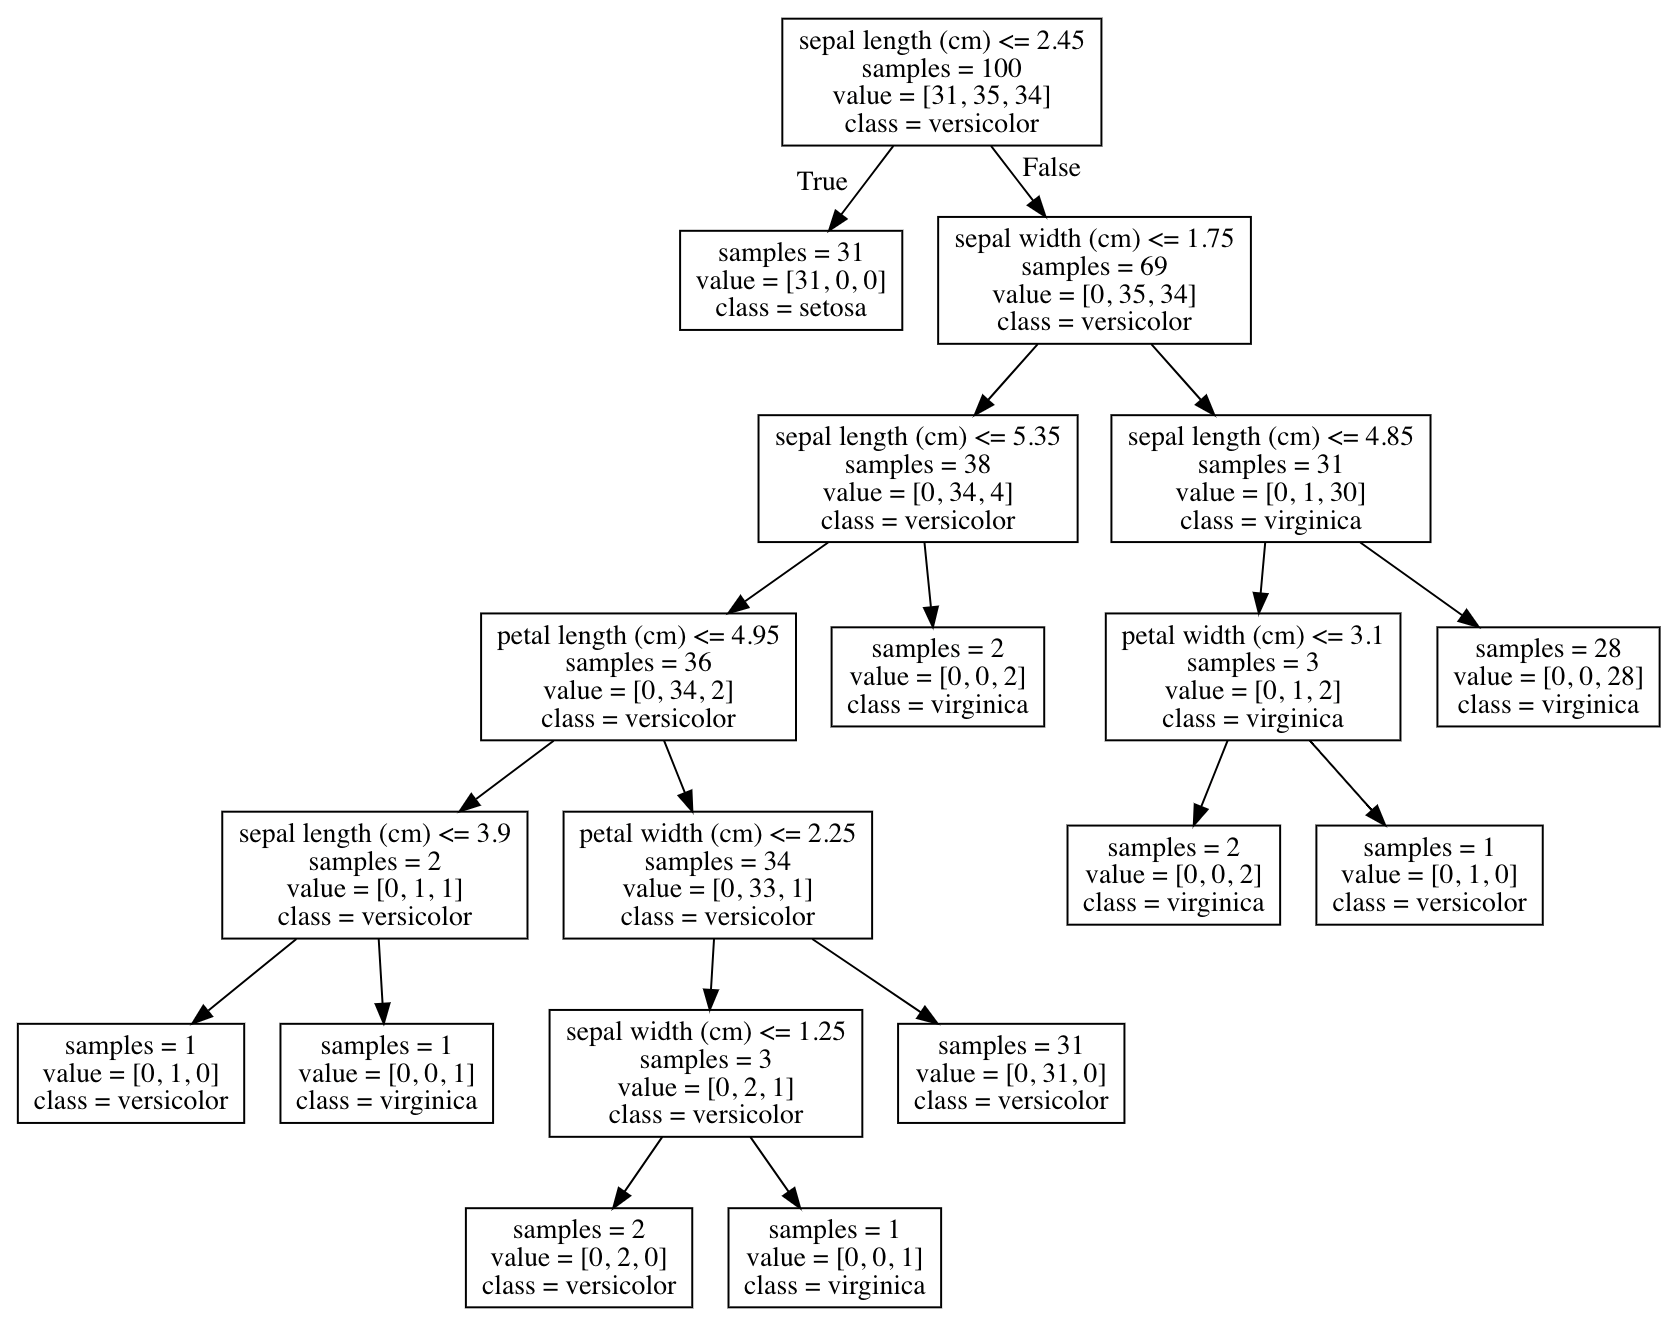 sepal length (cm) <= 2.45
samples = 100
value = [31, 35, 34]
class = versicolor
True
False
samples = 31
value = [31, 0, 0]
class = setosa
sepal width (cm) <= 1.75
samples = 69
value = [0, 35, 34]
class = versicolor
sepal length (cm) <= 5.35
samples = 38
value = [0, 34, 4]
class = versicolor
sepal length (cm) <= 4.85
samples = 31
value = [0, 1, 30]
class = virginica
petal length (cm) <= 4.95
samples = 36
value = [0, 34, 2]
class = versicolor
samples = 2
value = [0, 0, 2]
class = virginica
petal width (cm) <= 3.1
samples = 3
value = [0, 1, 2]
class = virginica
samples = 28
value = [0, 0, 28]
class = virginica
sepal length (cm) <= 3.9
samples = 2
value = [0, 1, 1]
class = versicolor
petal width (cm) <= 2.25
samples = 34
value = [0, 33, 1]
class = versicolor
samples = 2
value = [0, 0, 2]
class = virginica
samples = 1
value = [0, 1, 0]
class = versicolor
samples = 1
value = [0, 1, 0]
class = versicolor
samples = 1
value = [0, 0, 1]
class = virginica
sepal width (cm) <= 1.25
samples = 3
value = [0, 2, 1]
class = versicolor
samples = 31
value = [0, 31, 0]
class = versicolor
samples = 2
value = [0, 2, 0]
class = versicolor
samples = 1
value = [0, 0, 1]
class = virginica